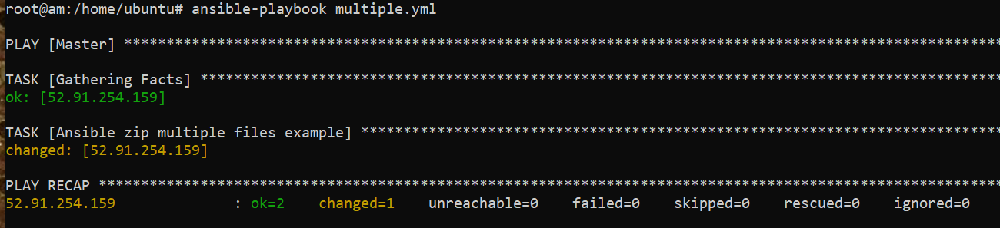 root@am:/home/ubuntu# ansible-playbook multiple.yml
PLAY [Master] *******************************************************************************************************
TASK [Gathering Facts] **********************************************************************************************
ok: [52.91.254.159]
TASK [Ansible zip multiple files example] ***************************************************************************
changed: [52.91.254.159]
PLAY RECAP **********************************************************************************************************
52.91.254.159              : ok=2    changed=1    unreachable=0    failed=0    skipped=0    rescued=0    ignored=0